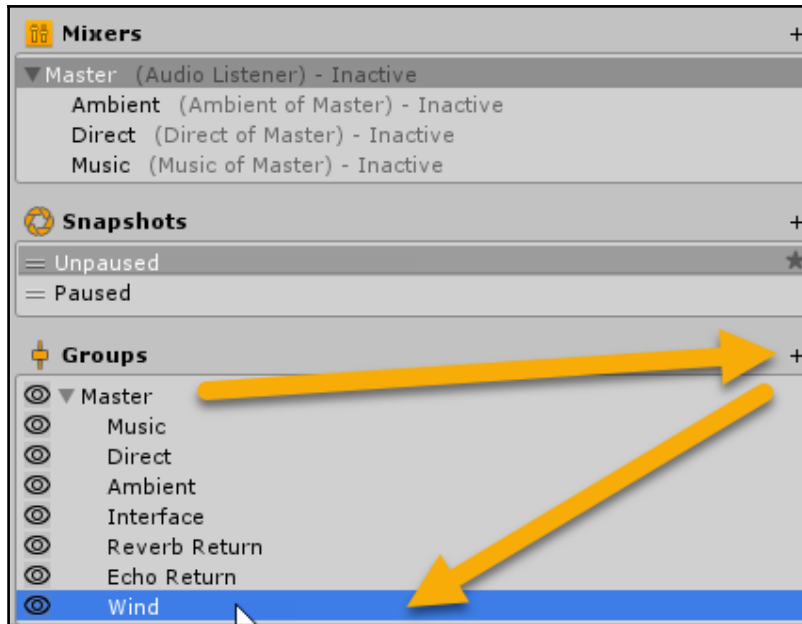 Mixers +
Master (Audio Listener) - Inactive
Ambient (Ambient of Master) - Inactive
Direct (Direct of Master) - Inactive
Music (Music of Master) - Inactive
Snapshots +
Unpaused
Paused
Groups +
Master
Music
Direct
Ambient
Interface
Reverb Return
Echo Return
Wind